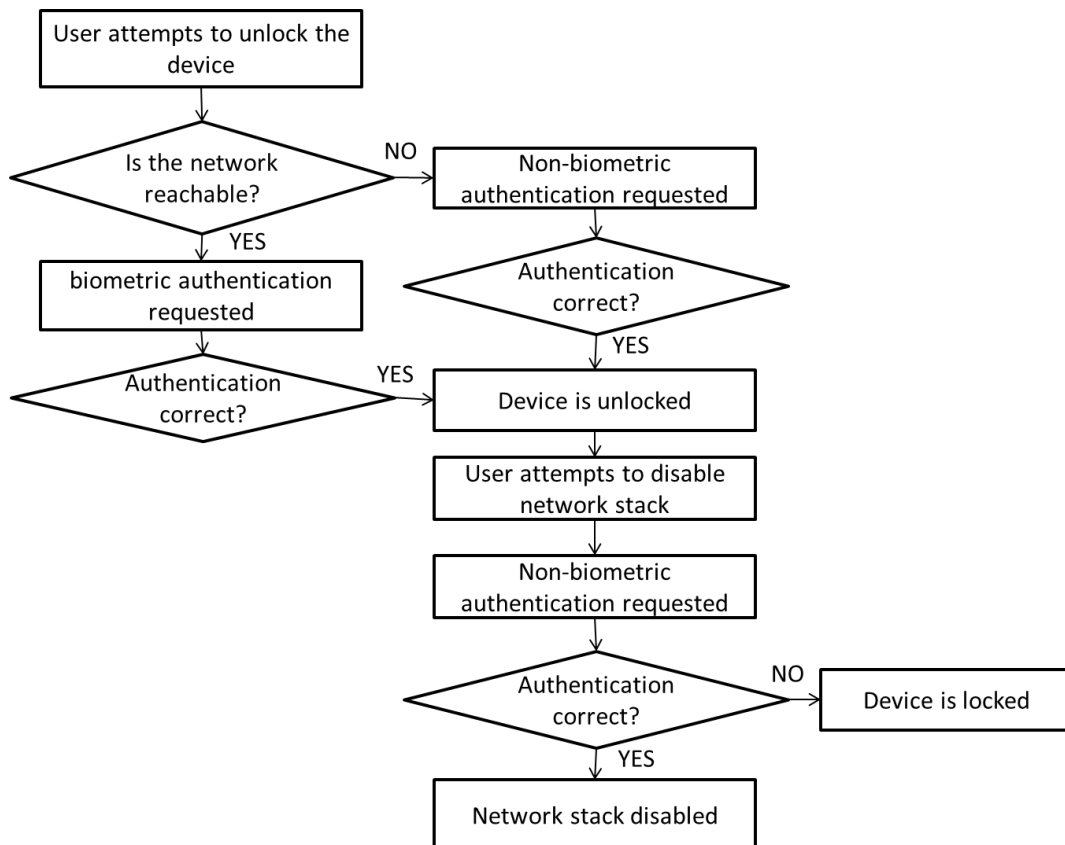 User attempts to unlock the
device
Is the network
reachable?
NO
Non-biometric
authentication requested
YES
biometric authentication
requested
Authentication
correct?
YES
Authentication
correct?
YES
Device is unlocked
User attempts to disable
network stack
Non-biometric
authentication requested
Authentication
correct?
NO
Device is locked
YES
Network stack disabled